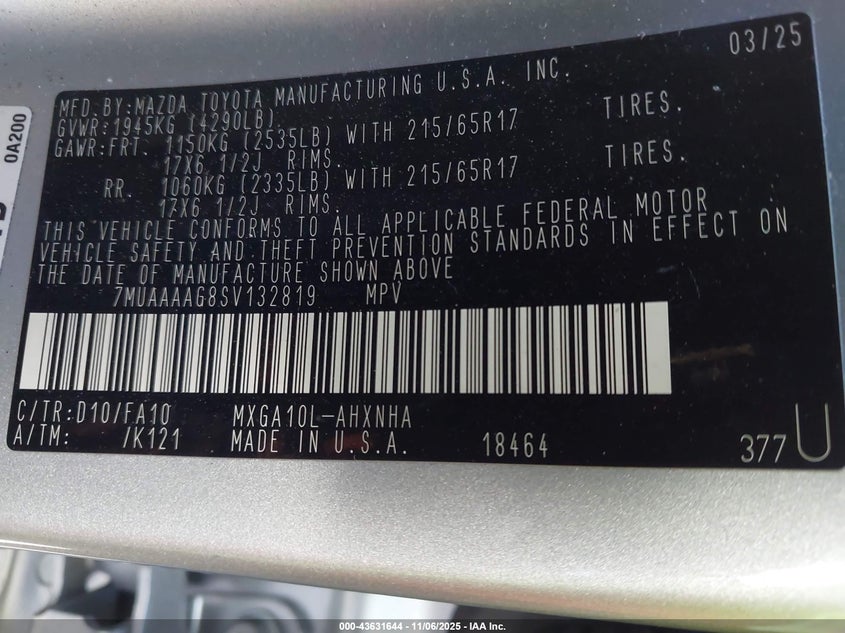 03/25
MFD.BY:MAZDA TOYOTA MANUFACTURING U.S.A. INC.
GVWR:1945KG (4290LB)
GAWR:FRT. 1150KG (2535LB) WITH 215/65R17 TIRES.
17X6 1/2J RIMS.
RR. 1060KG (2335LB) WITH 215/65R17 TIRES.
17X6 1/2J RIMS.
THIS VEHICLE CONFORMS TO ALL APPLICABLE FEDERAL MOTOR
VEHICLE SAFETY AND THEFT PREVENTION STANDARDS IN EFFECT ON
THE DATE OF MANUFACTURE SHOWN ABOVE
7MUAAAAG8SV132819 MPV
C/TR:D10/FA10 MXGA10L-AHXNHA
A/TM: /K121 MADE IN U.S.A. 18464 377 U
0A200
000-43631644 - 11/06/2025 - IAA Inc.